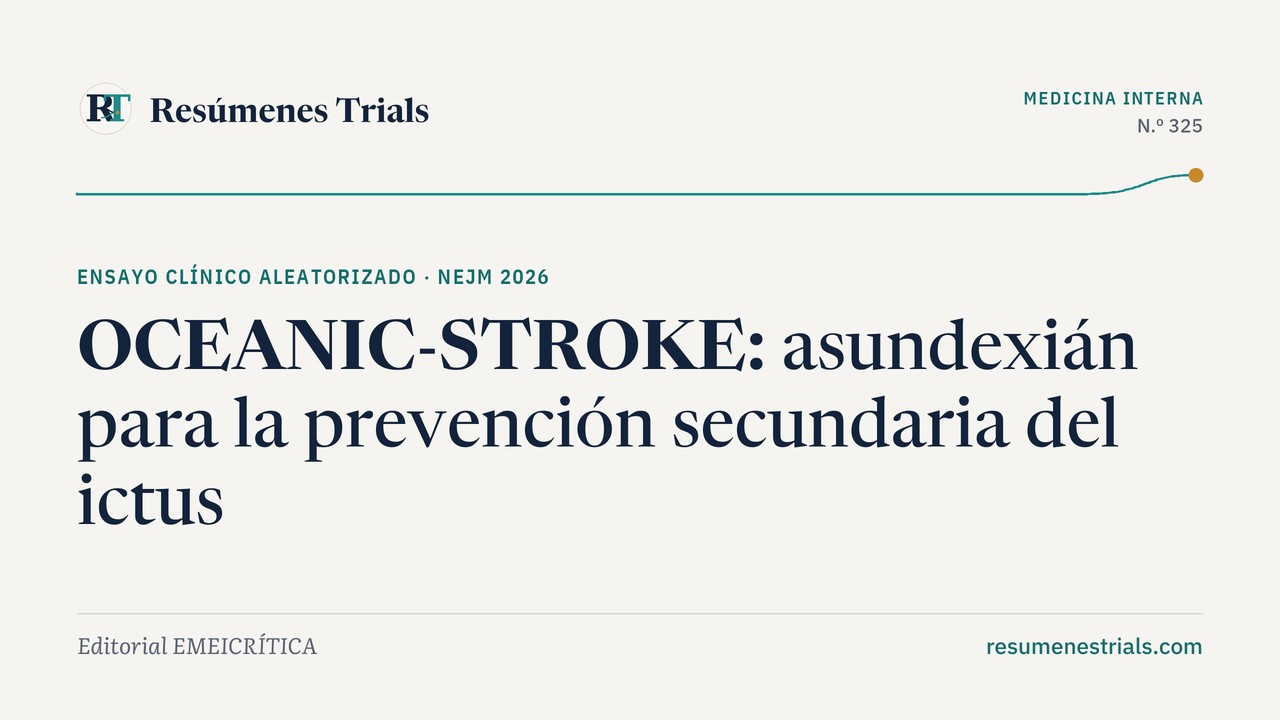 RT Resúmenes Trials
MEDICINA INTERNA
N.º 325
ENSAYO CLÍNICO ALEATORIZADO · NEJM 2026
OCEANIC-STROKE: asundexián
para la prevención secundaria del
ictus
Editorial EMEICRÍTICA
resumenestrials.com